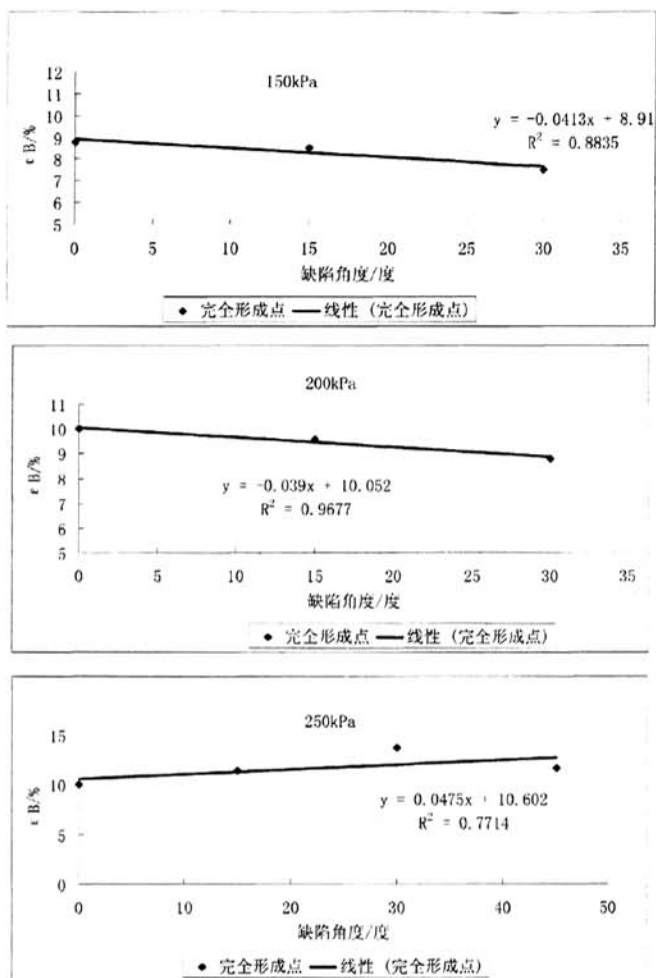 150kPa
12
11
10
9
8
7
6
5
ε B/%
y = -0.0413x + 8.91
R² = 0.8835
0 5 10 15 20 25 30 35
缺陷角度/度
完全形成点 线性 (完全形成点)
200kPa
11
10
9
8
7
6
5
ε B/%
y = -0.039x + 10.052
R² = 0.9677
0 5 10 15 20 25 30 35
缺陷角度/度
完全形成点 线性 (完全形成点)
250kPa
15
10
5
0
ε B/%
y = 0.0475x + 10.602
R² = 0.7714
0 10 20 30 40 50
缺陷角度/度
完全形成点 线性 (完全形成点)